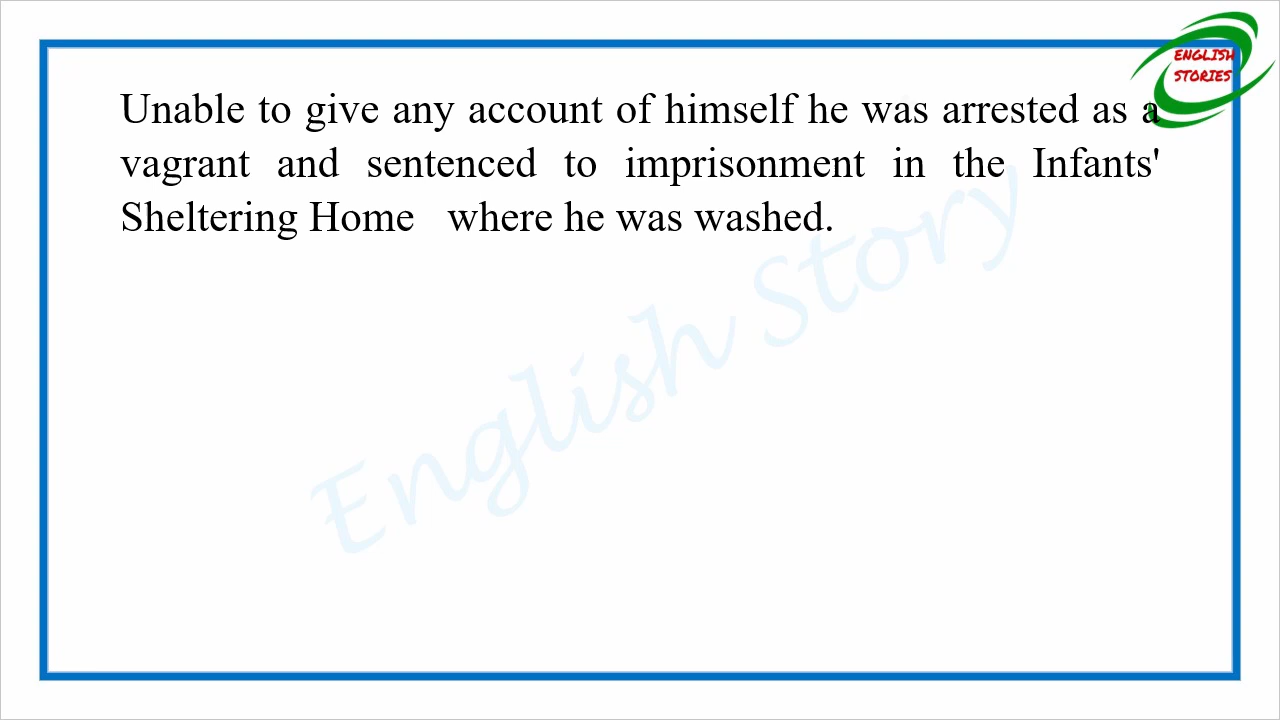 ENGLISH
STORIES
Unable to give any account of himself he was arrested as a
vagrant and sentenced to imprisonment in the Infants'
Sheltering Home where he was washed.
English Story